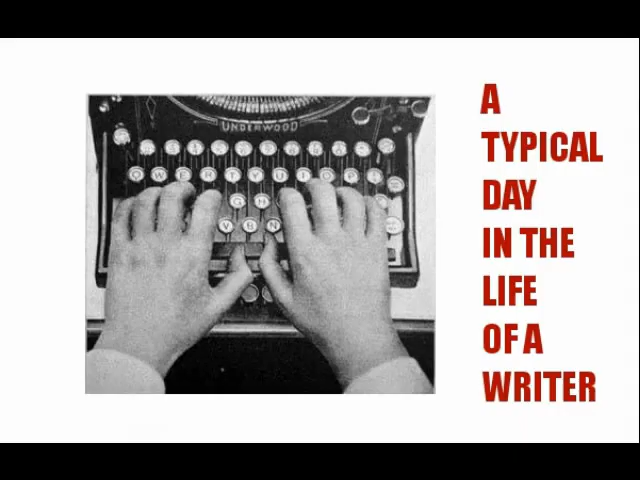 UNDERWOOD
Q W E R T Y U I O P
G H
V B N
A
TYPICAL
DAY
IN THE
LIFE
OF A
WRITER